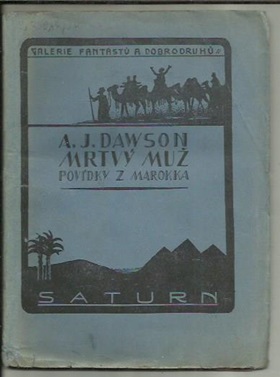 GALERIE FANTASTŮ A DOBRODRUHŮ
A. J. DAWSON
MRTVÝ MUŽ
POVÍDKY Z MAROKKA
SATURN